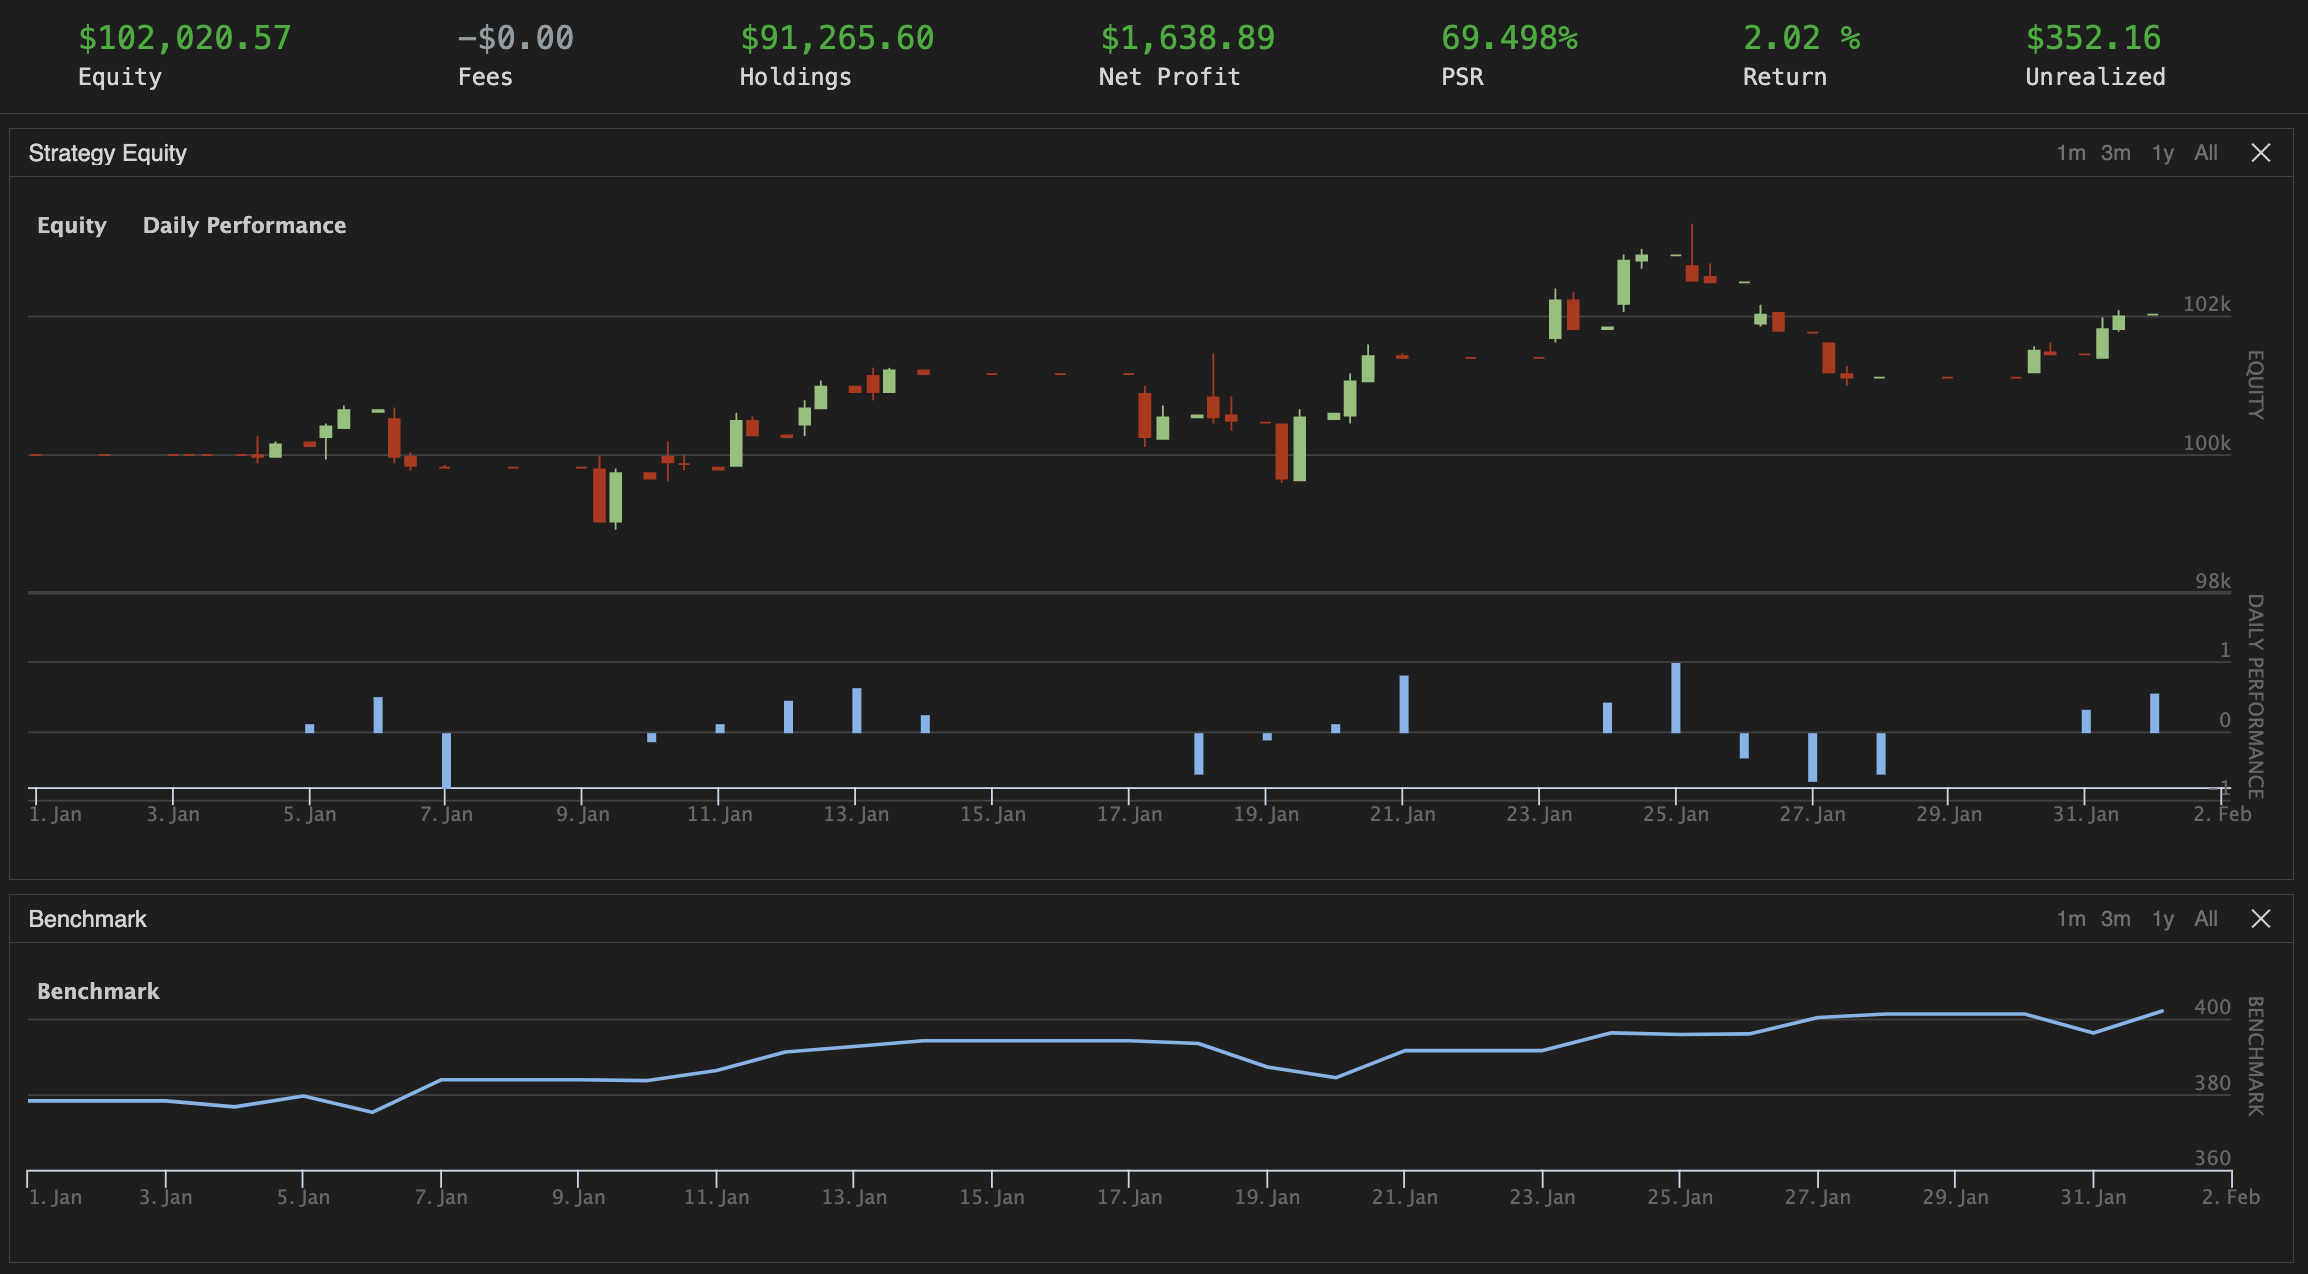 $102,020.57 −$0.00 $91,265.60 $1,638.89 69.498% 2.02 % $352.16
Equity Fees Holdings Net Profit PSR Return Unrealized
Strategy Equity 1m 3m 1y All
Equity Daily Performance
102k
EQUITY
100k
98k
DAILY PERFORMANCE
1
0
-1
1. Jan 3. Jan 5. Jan 7. Jan 9. Jan 11. Jan 13. Jan 15. Jan 17. Jan 19. Jan 21. Jan 23. Jan 25. Jan 27. Jan 29. Jan 31. Jan 2. Feb
Benchmark 1m 3m 1y All
Benchmark
400
BENCHMARK
380
360
1. Jan 3. Jan 5. Jan 7. Jan 9. Jan 11. Jan 13. Jan 15. Jan 17. Jan 19. Jan 21. Jan 23. Jan 25. Jan 27. Jan 29. Jan 31. Jan 2. Feb